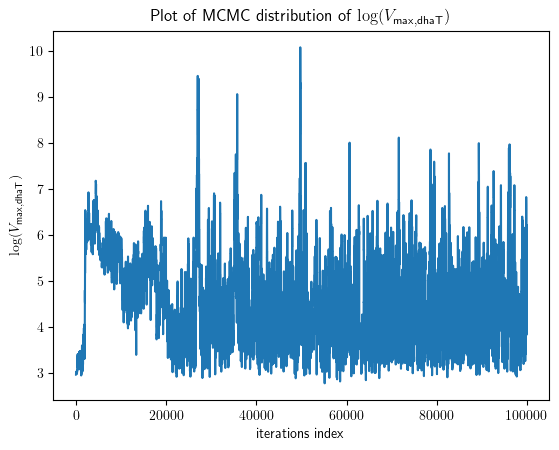 Plot of MCMC distribution of log(V_max,dhaT)
log(V_max,dhaT)
10
9
8
7
6
5
4
3
0 20000 40000 60000 80000 100000
iterations index